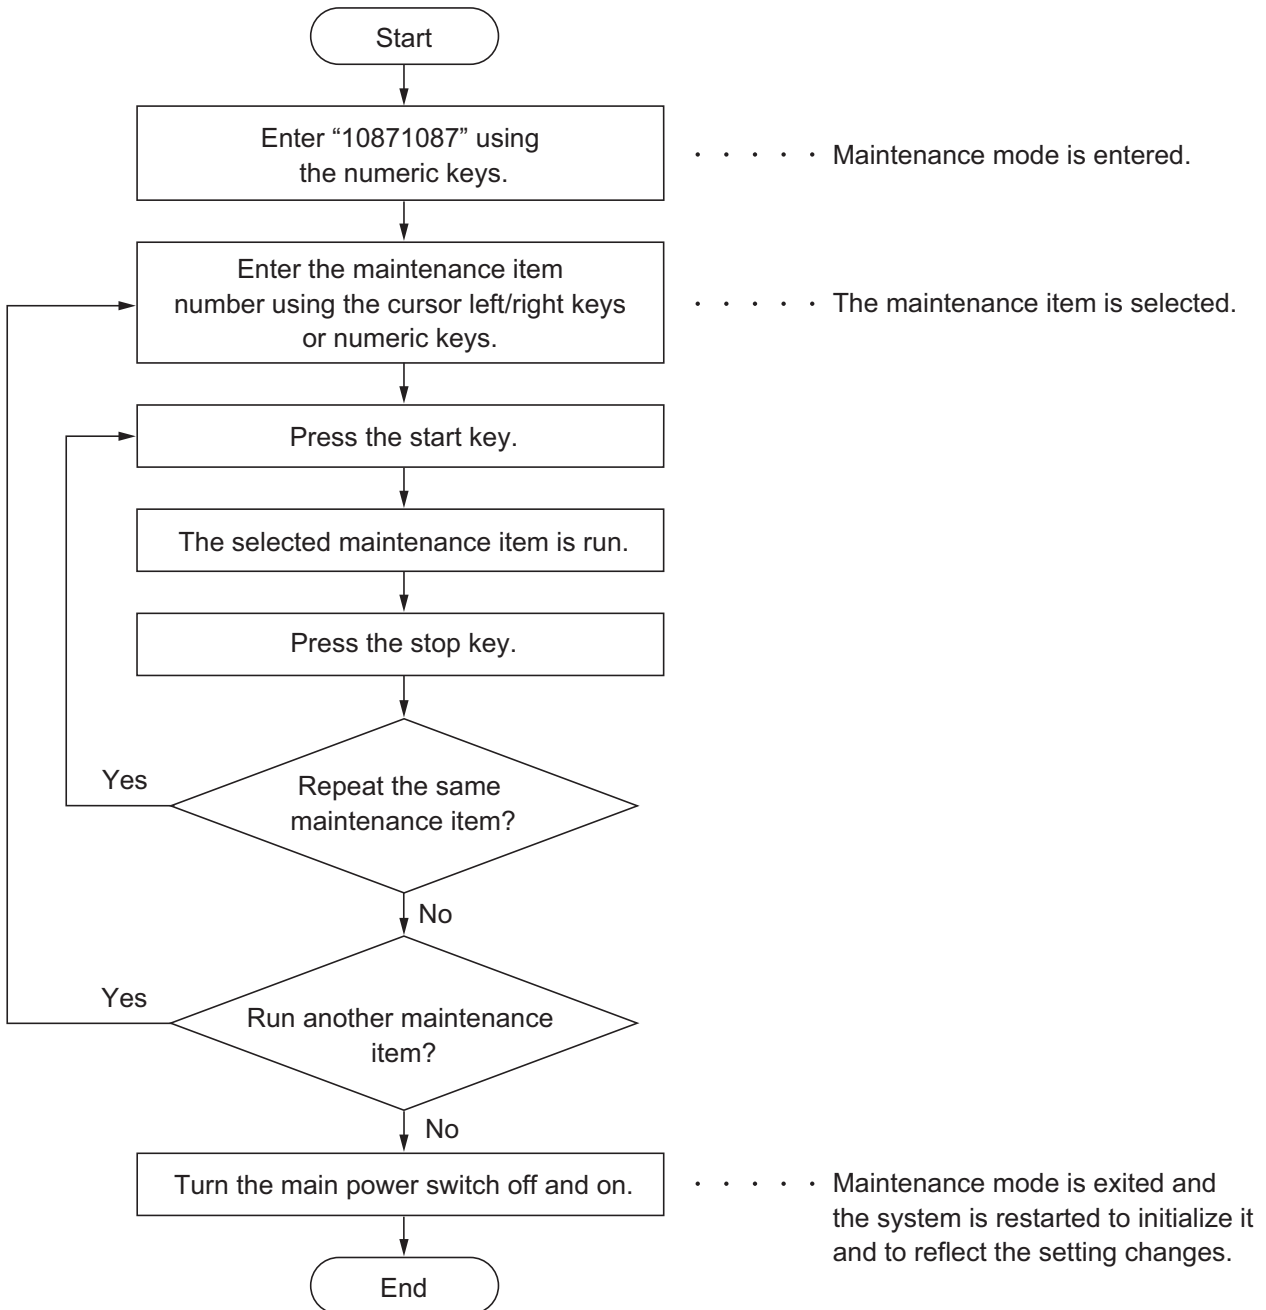 Start
Enter “10871087” using
the numeric keys.
· · · · · Maintenance mode is entered.
Enter the maintenance item
number using the cursor left/right keys
or numeric keys.
· · · · · The maintenance item is selected.
Press the start key.
The selected maintenance item is run.
Press the stop key.
Yes
Repeat the same
maintenance item?
No
Yes
Run another maintenance
item?
No
Turn the main power switch off and on.
· · · · · Maintenance mode is exited and
the system is restarted to initialize it
and to reflect the setting changes.
End